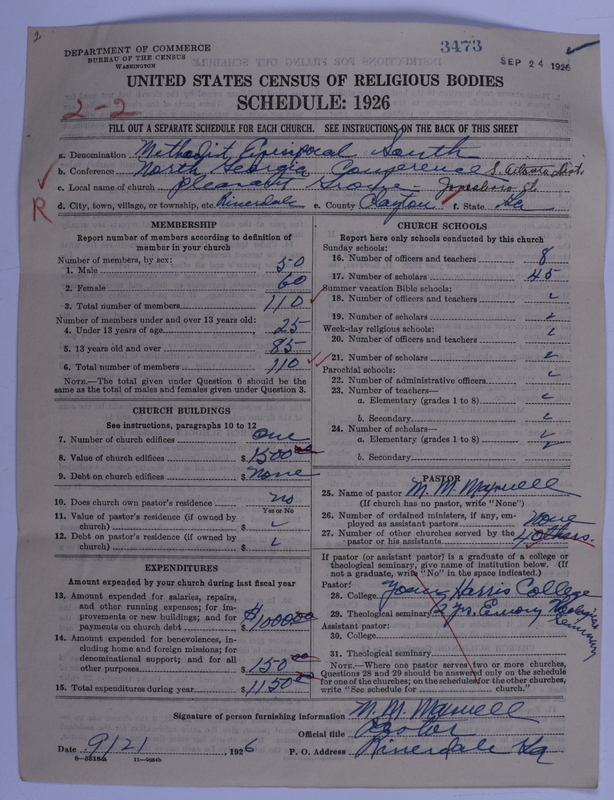 2
DEPARTMENT OF COMMERCE
BUREAU OF THE CENSUS
WASHINGTON
3473
SEP 24 1926
UNITED STATES CENSUS OF RELIGIOUS BODIES
SCHEDULE: 1926
2-2
FILL OUT A SEPARATE SCHEDULE FOR EACH CHURCH. SEE INSTRUCTIONS ON THE BACK OF THIS SHEET
a. Denomination Methodist Episcopal South
b. Conference North Georgia Conference S. Atlanta Dist.
c. Local name of church Pleasant Grove Jonesboro
R
d. City, town, village, or township, etc. Riverdale e. County Clayton f. State Ga
MEMBERSHIP
Report number of members according to definition of member in your church
Number of members, by sex:
1. Male 50
2. Female 60
3. Total number of members 110
Number of members under and over 13 years old:
4. Under 13 years of age 25
5. 13 years old and over 85
6. Total number of members 110
NOTE.—The total given under Question 6 should be
same as the total of males and females given under Question 3.
CHURCH BUILDINGS
See instructions, paragraphs 10 to 12
7. Number of church edifices One
8. Value of church edifices $ 1500 00
9. Debt on church edifices $ None
10. Does church own pastor's residence no
Yes or No
11. Value of pastor's residence (if owned by
church) $
12. Debt on pastor's residence (if owned by
church) $
EXPENDITURES
Amount expended by your church during last fiscal year
13. Amount expended for salaries, repairs,
and other running expenses; for im-
provements or new buildings; and for
payments on church debt $ 1000 00
14. Amount expended for benevolences, in-
cluding home and foreign missions; for
denominational support; and for all
other purposes $ 150 00
15. Total expenditures during year $ 1150 00
CHURCH SCHOOLS
Report here only schools conducted by this church
Sunday schools:
16. Number of officers and teachers 8
17. Number of scholars 45
Summer vacation Bible schools:
18. Number of officers and teachers
19. Number of scholars
Week-day religious schools:
20. Number of officers and teachers
21. Number of scholars
Parochial schools:
22. Number of administrative officers
23. Number of teachers—
a. Elementary (grades 1 to 8)
b. Secondary
24. Number of scholars—
a. Elementary (grades 1 to 8)
b. Secondary
PASTOR
25. Name of pastor M. M. Maxwell
(If church has no pastor, write "None")
26. Number of ordained ministers, if any, em-
ployed as assistant pastors None
27. Number of other churches served by the
pastor or his assistants 4 others.
If pastor (or assistant pastor) is a graduate of a college or
theological seminary, give name of institution below. (If
not a graduate, write "No" in the space indicated.)
Pastor:
28. College Young Harris College
29. Theological seminary 2 yr. Emory Theological Seminary
Assistant pastor:
30. College
31. Theological seminary
NOTE.—Where one pastor serves two or more churches,
Questions 28 and 29 should be answered only on the schedule
for one of the churches; on the schedules for the other churches,
write "See schedule for church."
Signature of person furnishing information M. M. Maxwell
Official title Pastor
Date 9/21, 1926 P. O. Address Riverdale Ga